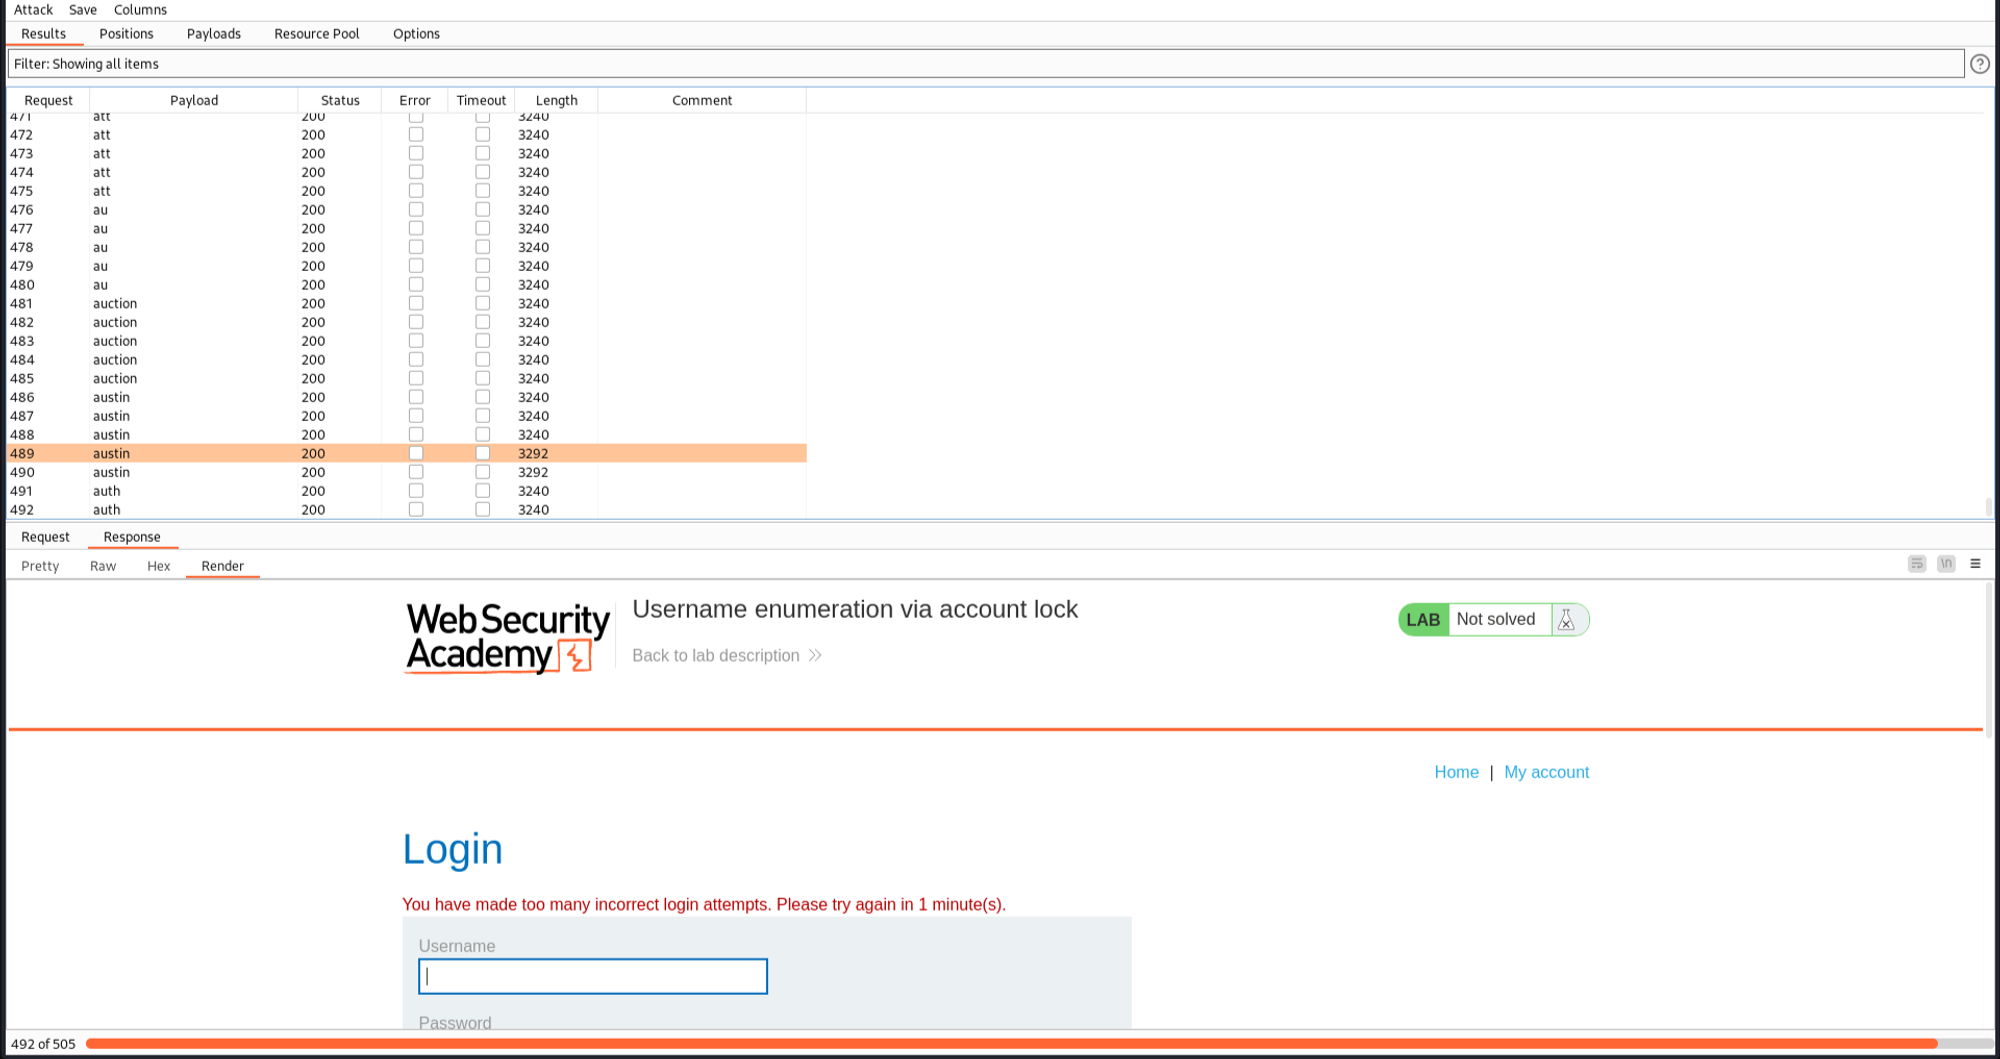 Attack Save Columns
Results Positions Payloads Resource Pool Options
Filter: Showing all items
?
Request Payload Status Error Timeout Length Comment
471 att 200 3240
472 att 200 3240
473 att 200 3240
474 att 200 3240
475 att 200 3240
476 au 200 3240
477 au 200 3240
478 au 200 3240
479 au 200 3240
480 au 200 3240
481 auction 200 3240
482 auction 200 3240
483 auction 200 3240
484 auction 200 3240
485 auction 200 3240
486 austin 200 3240
487 austin 200 3240
488 austin 200 3240
489 austin 200 3292
490 austin 200 3292
491 auth 200 3240
492 auth 200 3240
Request Response
Pretty Raw Hex Render \n
Web Security
Academy
Username enumeration via account lock
Back to lab description
LAB Not solved
Home | My account
Login
You have made too many incorrect login attempts. Please try again in 1 minute(s).
Username
Password
492 of 505